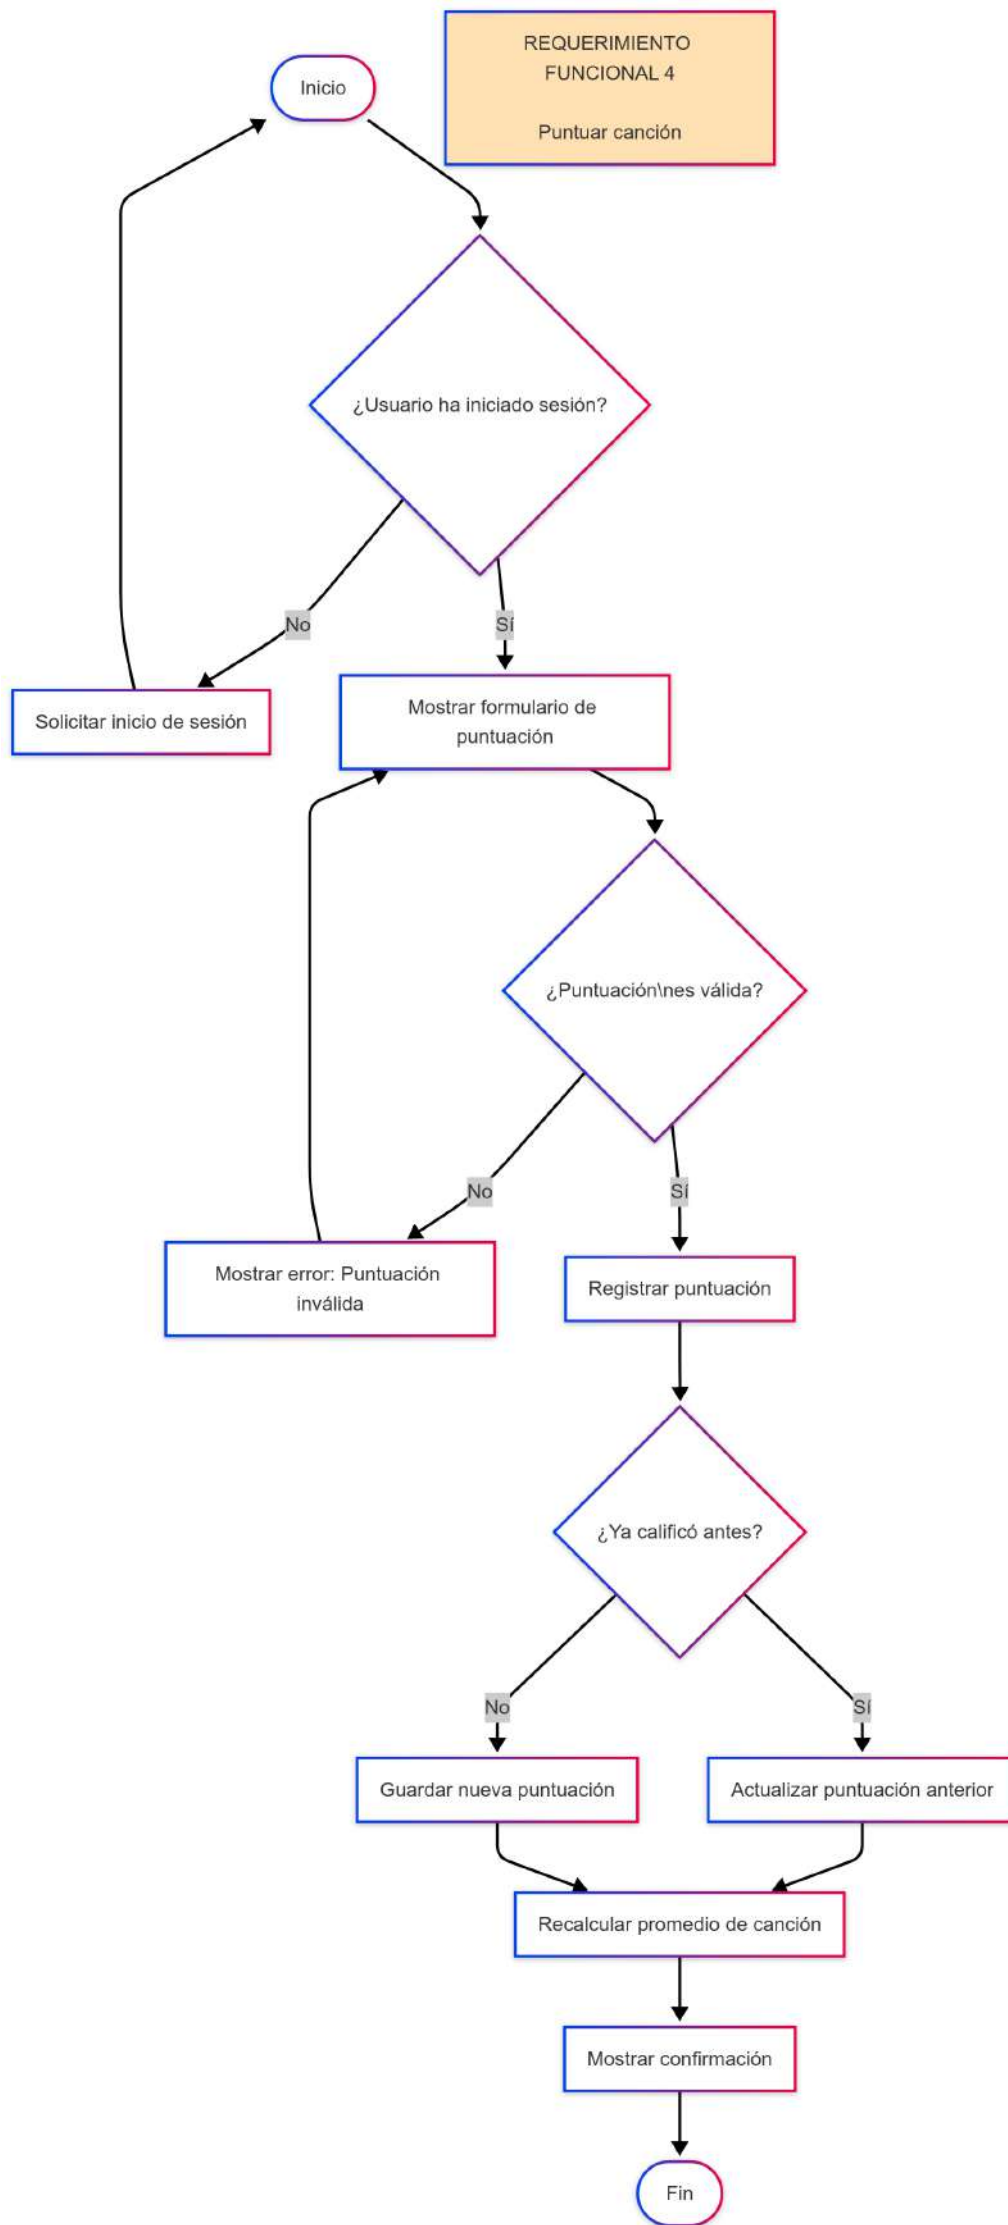 REQUERIMIENTO
FUNCIONAL 4
Puntuar canción
Inicio
¿Usuario ha iniciado sesión?
No
Sí
Solicitar inicio de sesión
Mostrar formulario de
puntuación
¿Puntuación\nes válida?
No
Sí
Mostrar error: Puntuación
inválida
Registrar puntuación
¿Ya calificó antes?
No
Sí
Guardar nueva puntuación
Actualizar puntuación anterior
Recalcular promedio de canción
Mostrar confirmación
Fin